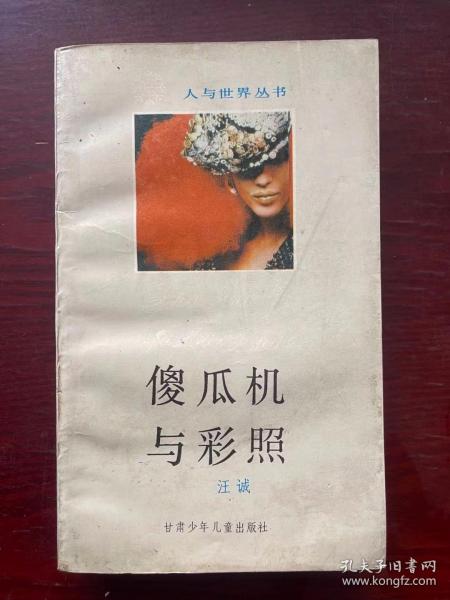 人与世界丛书
傻瓜机
与彩照
汪诚
甘肃少年儿童出版社
孔夫子旧书网
www.kongfz.com